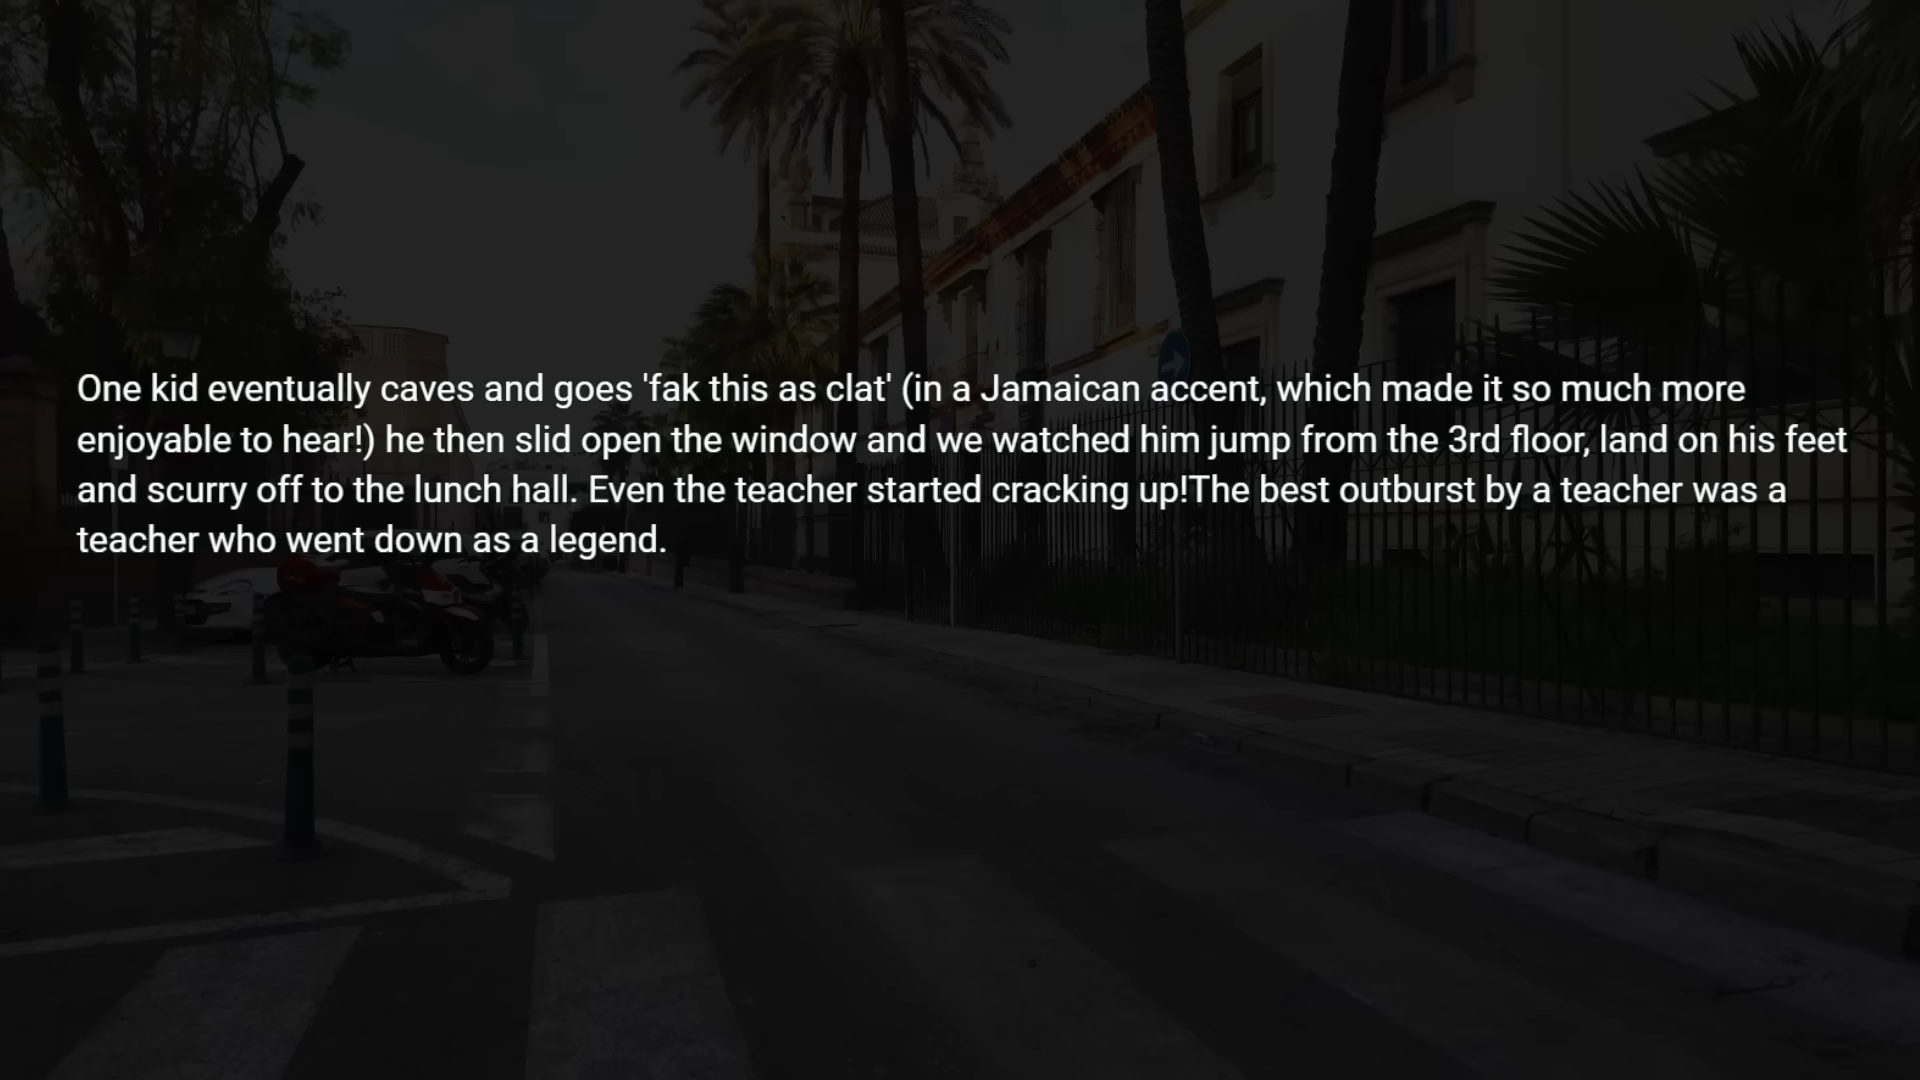 One kid eventually caves and goes 'fak this as clat' (in a Jamaican accent, which made it so much more
enjoyable to hear!) he then slid open the window and we watched him jump from the 3rd floor, land on his feet
and scurry off to the lunch hall. Even the teacher started cracking up!The best outburst by a teacher was a
teacher who went down as a legend.